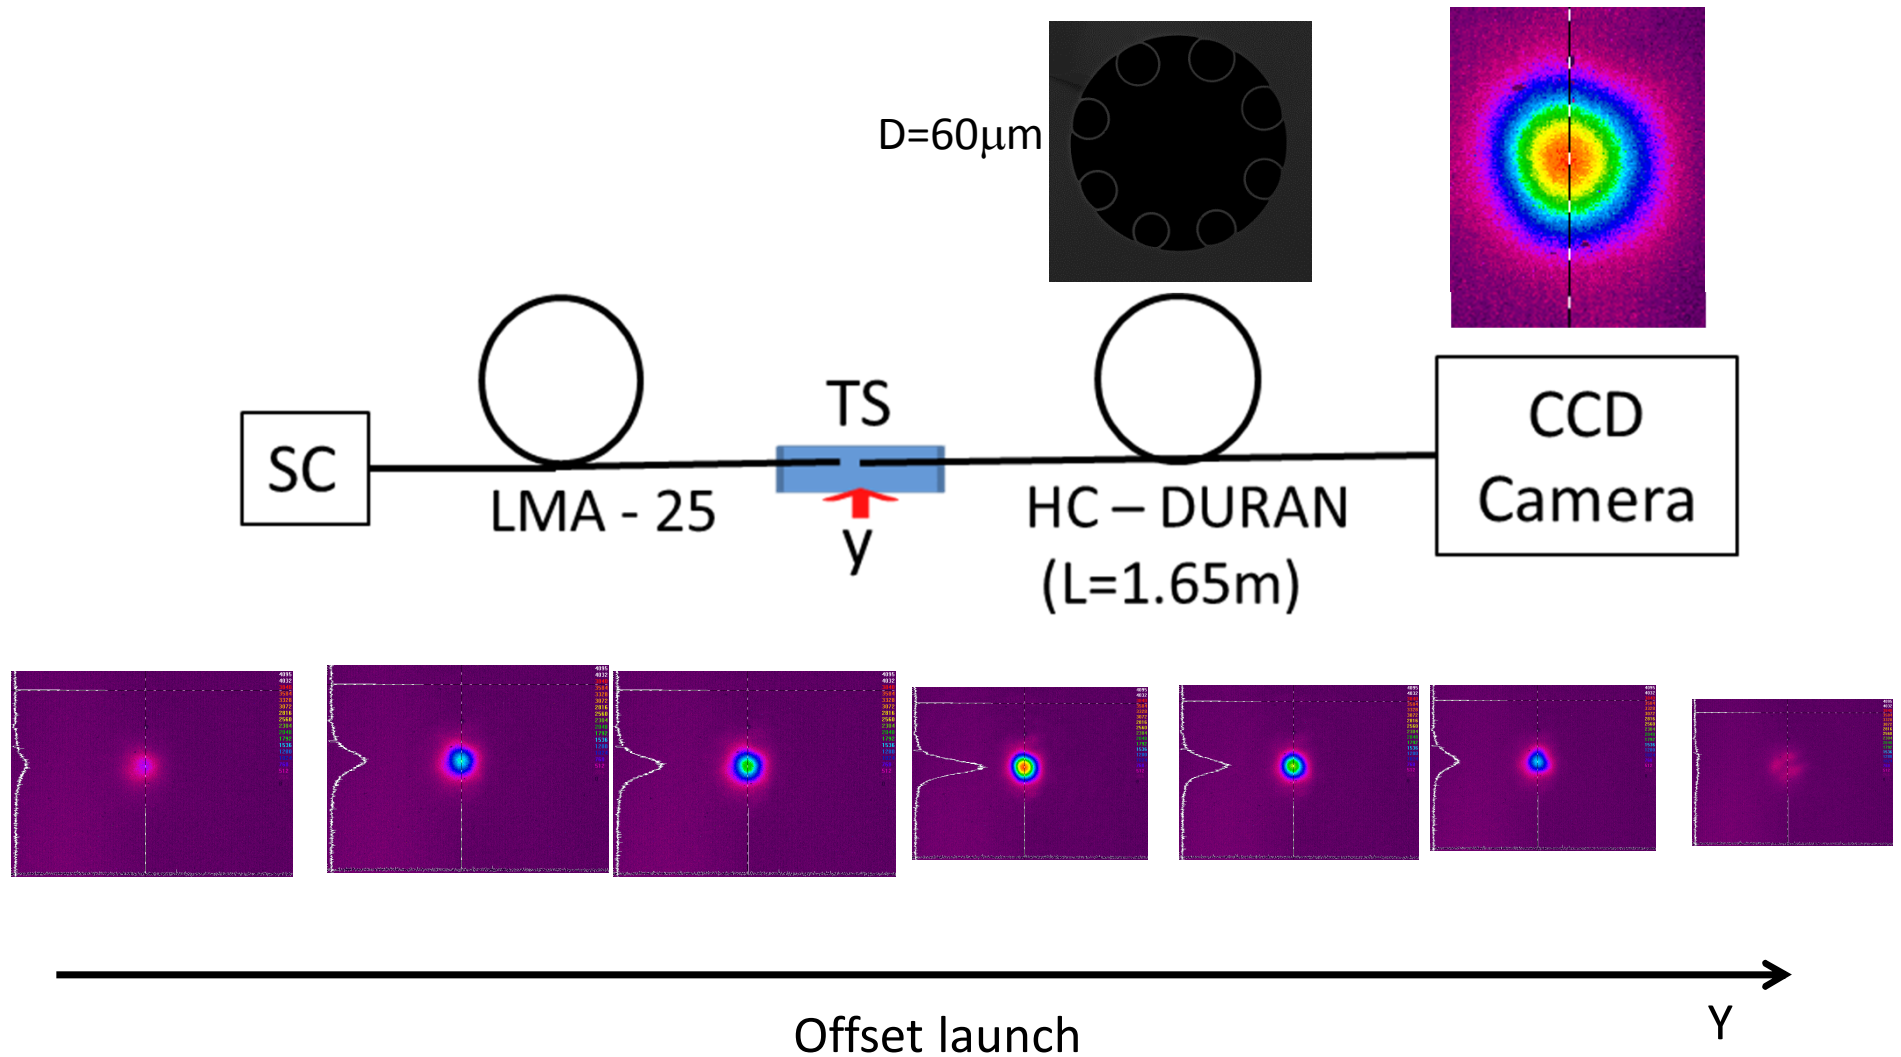 D=60μm
TS
SC
CCD
Camera
LMA - 25
y
HC – DURAN
(L=1.65m)
Y
Offset launch